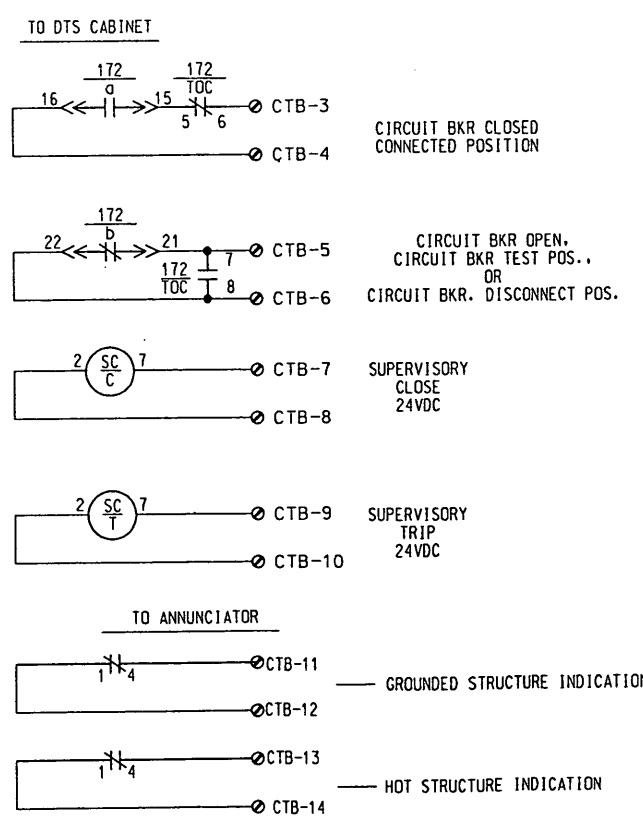 TO DTS CABINET
172 172
a TOC
16 15 CTB-3
5 6
CIRCUIT BKR CLOSED
CONNECTED POSITION
CTB-4
172
b
22 21 CTB-5
7
172
TOC 8 CTB-6
CIRCUIT BKR OPEN,
CIRCUIT BKR TEST POS.,
OR
CIRCUIT BKR. DISCONNECT POS.
2 SC 7 CTB-7
C
CTB-8
SUPERVISORY
CLOSE
24VDC
2 SC 7 CTB-9
T
CTB-10
SUPERVISORY
TRIP
24VDC
TO ANNUNCIATOR
1 4 CTB-11
GROUNDED STRUCTURE INDICATION
CTB-12
1 4 CTB-13
HOT STRUCTURE INDICATION
CTB-14